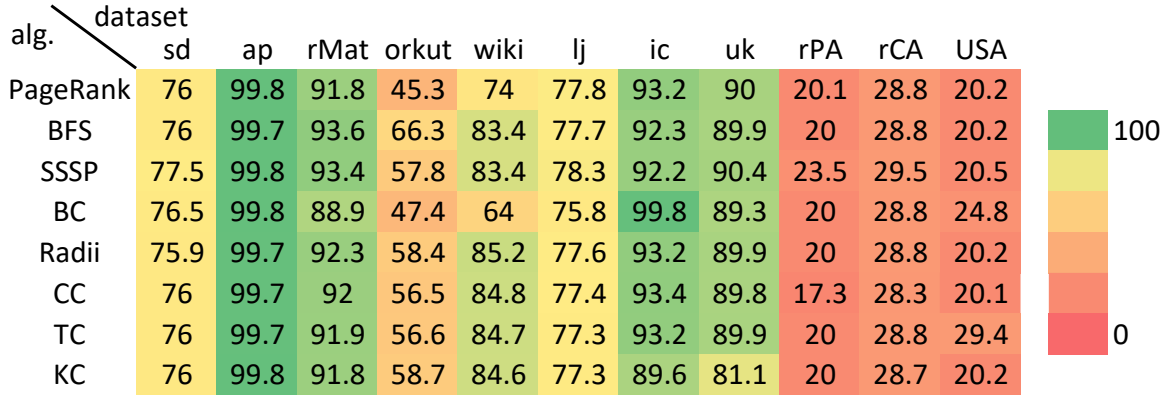 dataset
alg. sd ap rMat orkut wiki lj ic uk rPA rCA USA
PageRank 76 99.8 91.8 45.3 74 77.8 93.2 90 20.1 28.8 20.2
BFS 76 99.7 93.6 66.3 83.4 77.7 92.3 89.9 20 28.8 20.2 100
SSSP 77.5 99.8 93.4 57.8 83.4 78.3 92.2 90.4 23.5 29.5 20.5
BC 76.5 99.8 88.9 47.4 64 75.8 99.8 89.3 20 28.8 24.8
Radii 75.9 99.7 92.3 58.4 85.2 77.6 93.2 89.9 20 28.8 20.2
CC 76 99.7 92 56.5 84.8 77.4 93.4 89.8 17.3 28.3 20.1
TC 76 99.7 91.9 56.6 84.7 77.3 93.2 89.9 20 28.8 29.4 0
KC 76 99.8 91.8 58.7 84.6 77.3 89.6 81.1 20 28.7 20.2